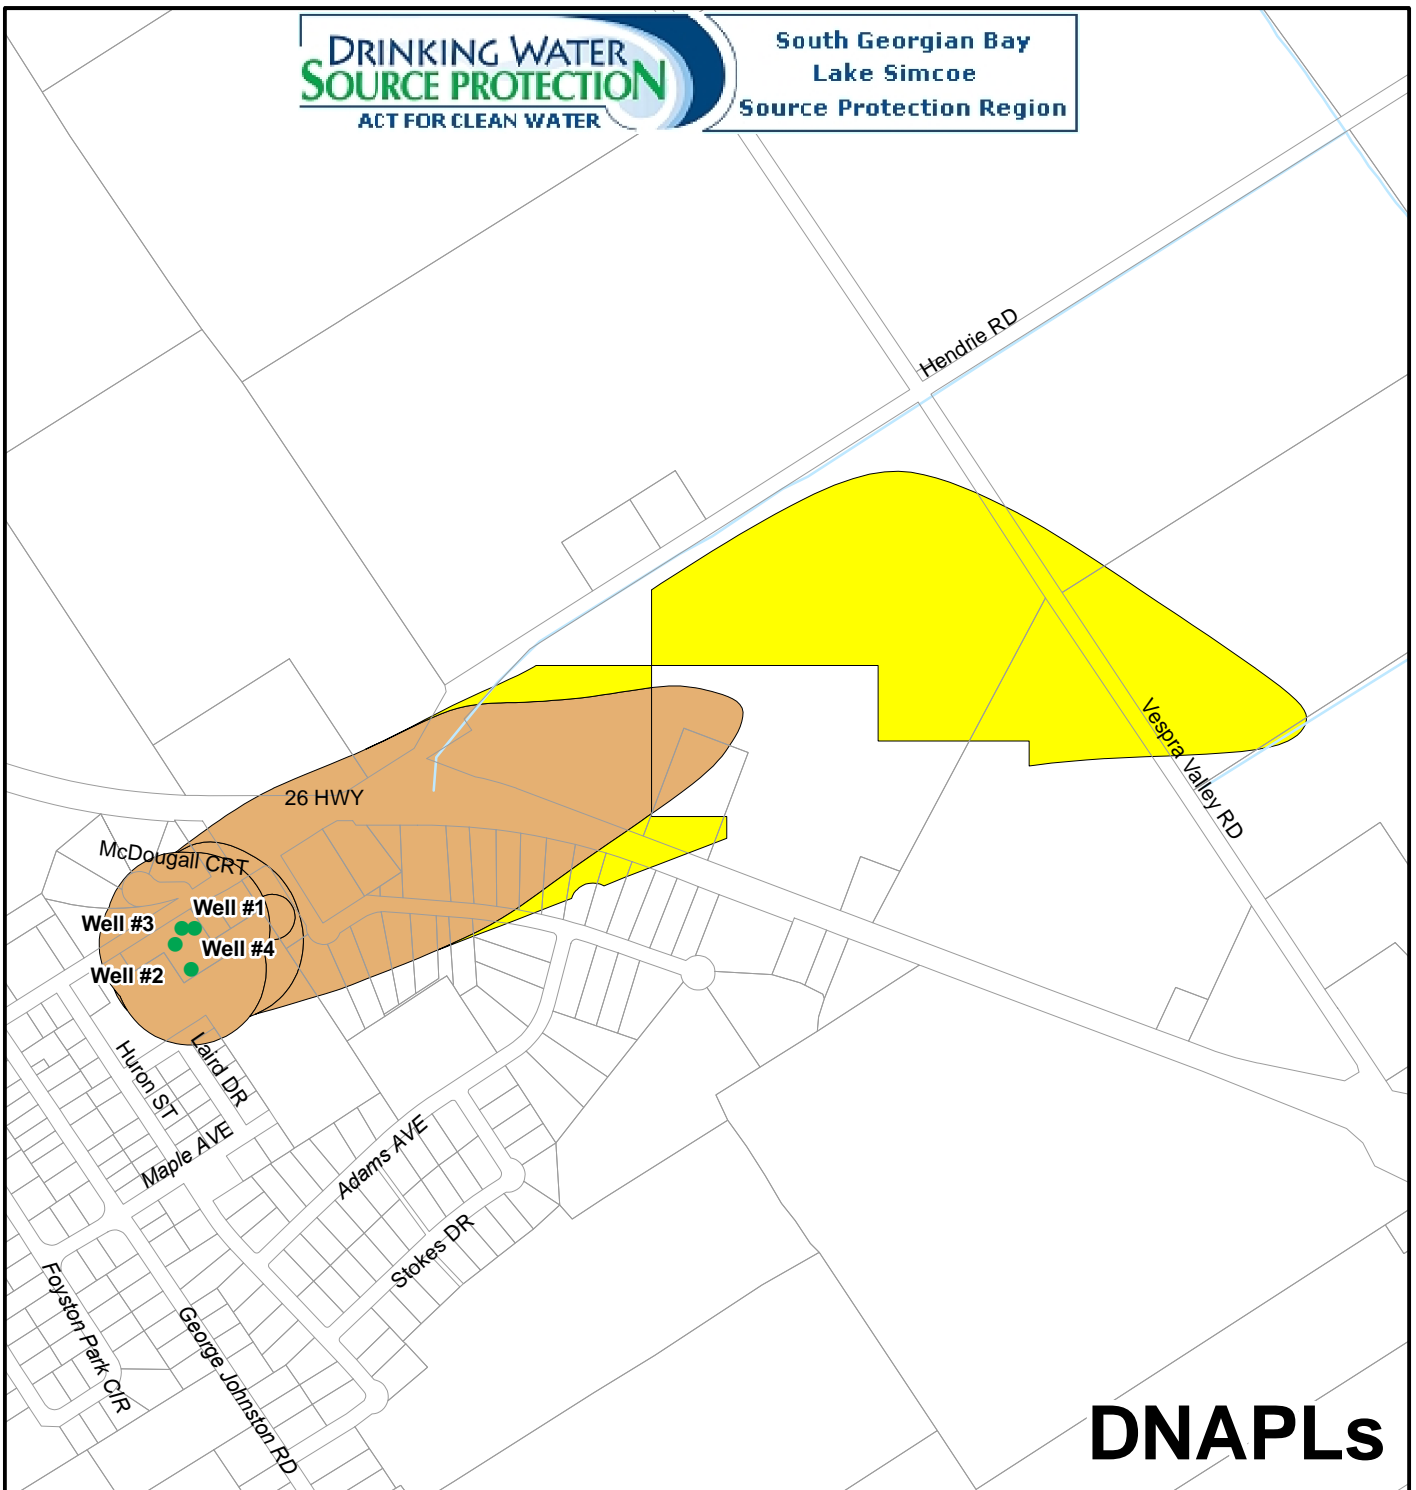 DRINKING WATER
SOURCE PROTECTION
ACT FOR CLEAN WATER
South Georgian Bay
Lake Simcoe
Source Protection Region
Hendrie RD
Vespra Valley RD
26 HWY
McDougall CRT
Well #1
Well #3
Well #4
Well #2
Huron ST
Laird DR
Maple AVE
Adams AVE
Stokes DR
Foyston Park CIR
George Johnston RD
DNAPLs